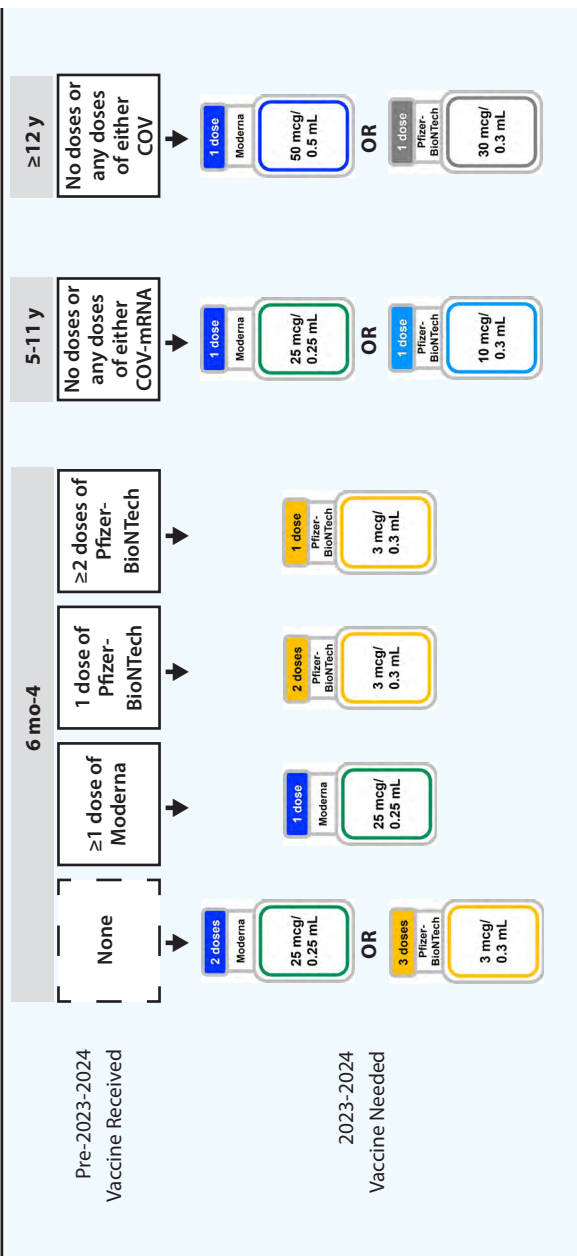 6 mo-4
5-11 y
≥12 y
Pre-2023-2024
Vaccine Received
None
≥1 dose of
Moderna
1 dose of
Pfizer-
BioNTech
≥2 doses of
Pfizer-
BioNTech
No doses or
any doses
of either
COV-mRNA
No doses or
any doses
of either
COV
2023-2024
Vaccine Needed
2 doses
Moderna
25 mcg/
0.25 mL
OR
3 doses
Pfizer-
BioNTech
3 mcg/
0.3 mL
1 dose
Moderna
25 mcg/
0.25 mL
2 doses
Pfizer-
BioNTech
3 mcg/
0.3 mL
1 dose
Pfizer-
BioNTech
3 mcg/
0.3 mL
1 dose
Moderna
25 mcg/
0.25 mL
OR
1 dose
Pfizer-
BioNTech
10 mcg/
0.3 mL
1 dose
Moderna
50 mcg/
0.5 mL
OR
1 dose
Pfizer-
BioNTech
30 mcg/
0.3 mL